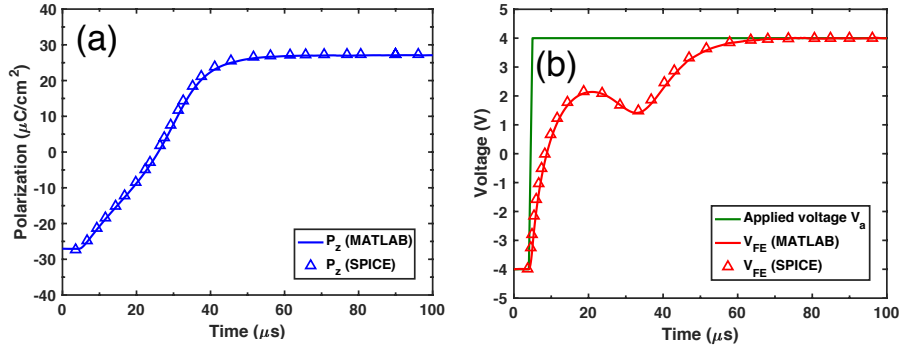 (a)
40
30
20
10
0
-10
-20
-30
-40
Polarization (μC/cm²)
P_z (MATLAB)
P_z (SPICE)
0 20 40 60 80 100
Time (μs)
(b)
5
4
3
2
1
0
-1
-2
-3
-4
-5
Voltage (V)
Applied voltage V_a
V_FE (MATLAB)
V_FE (SPICE)
0 20 40 60 80 100
Time (μs)